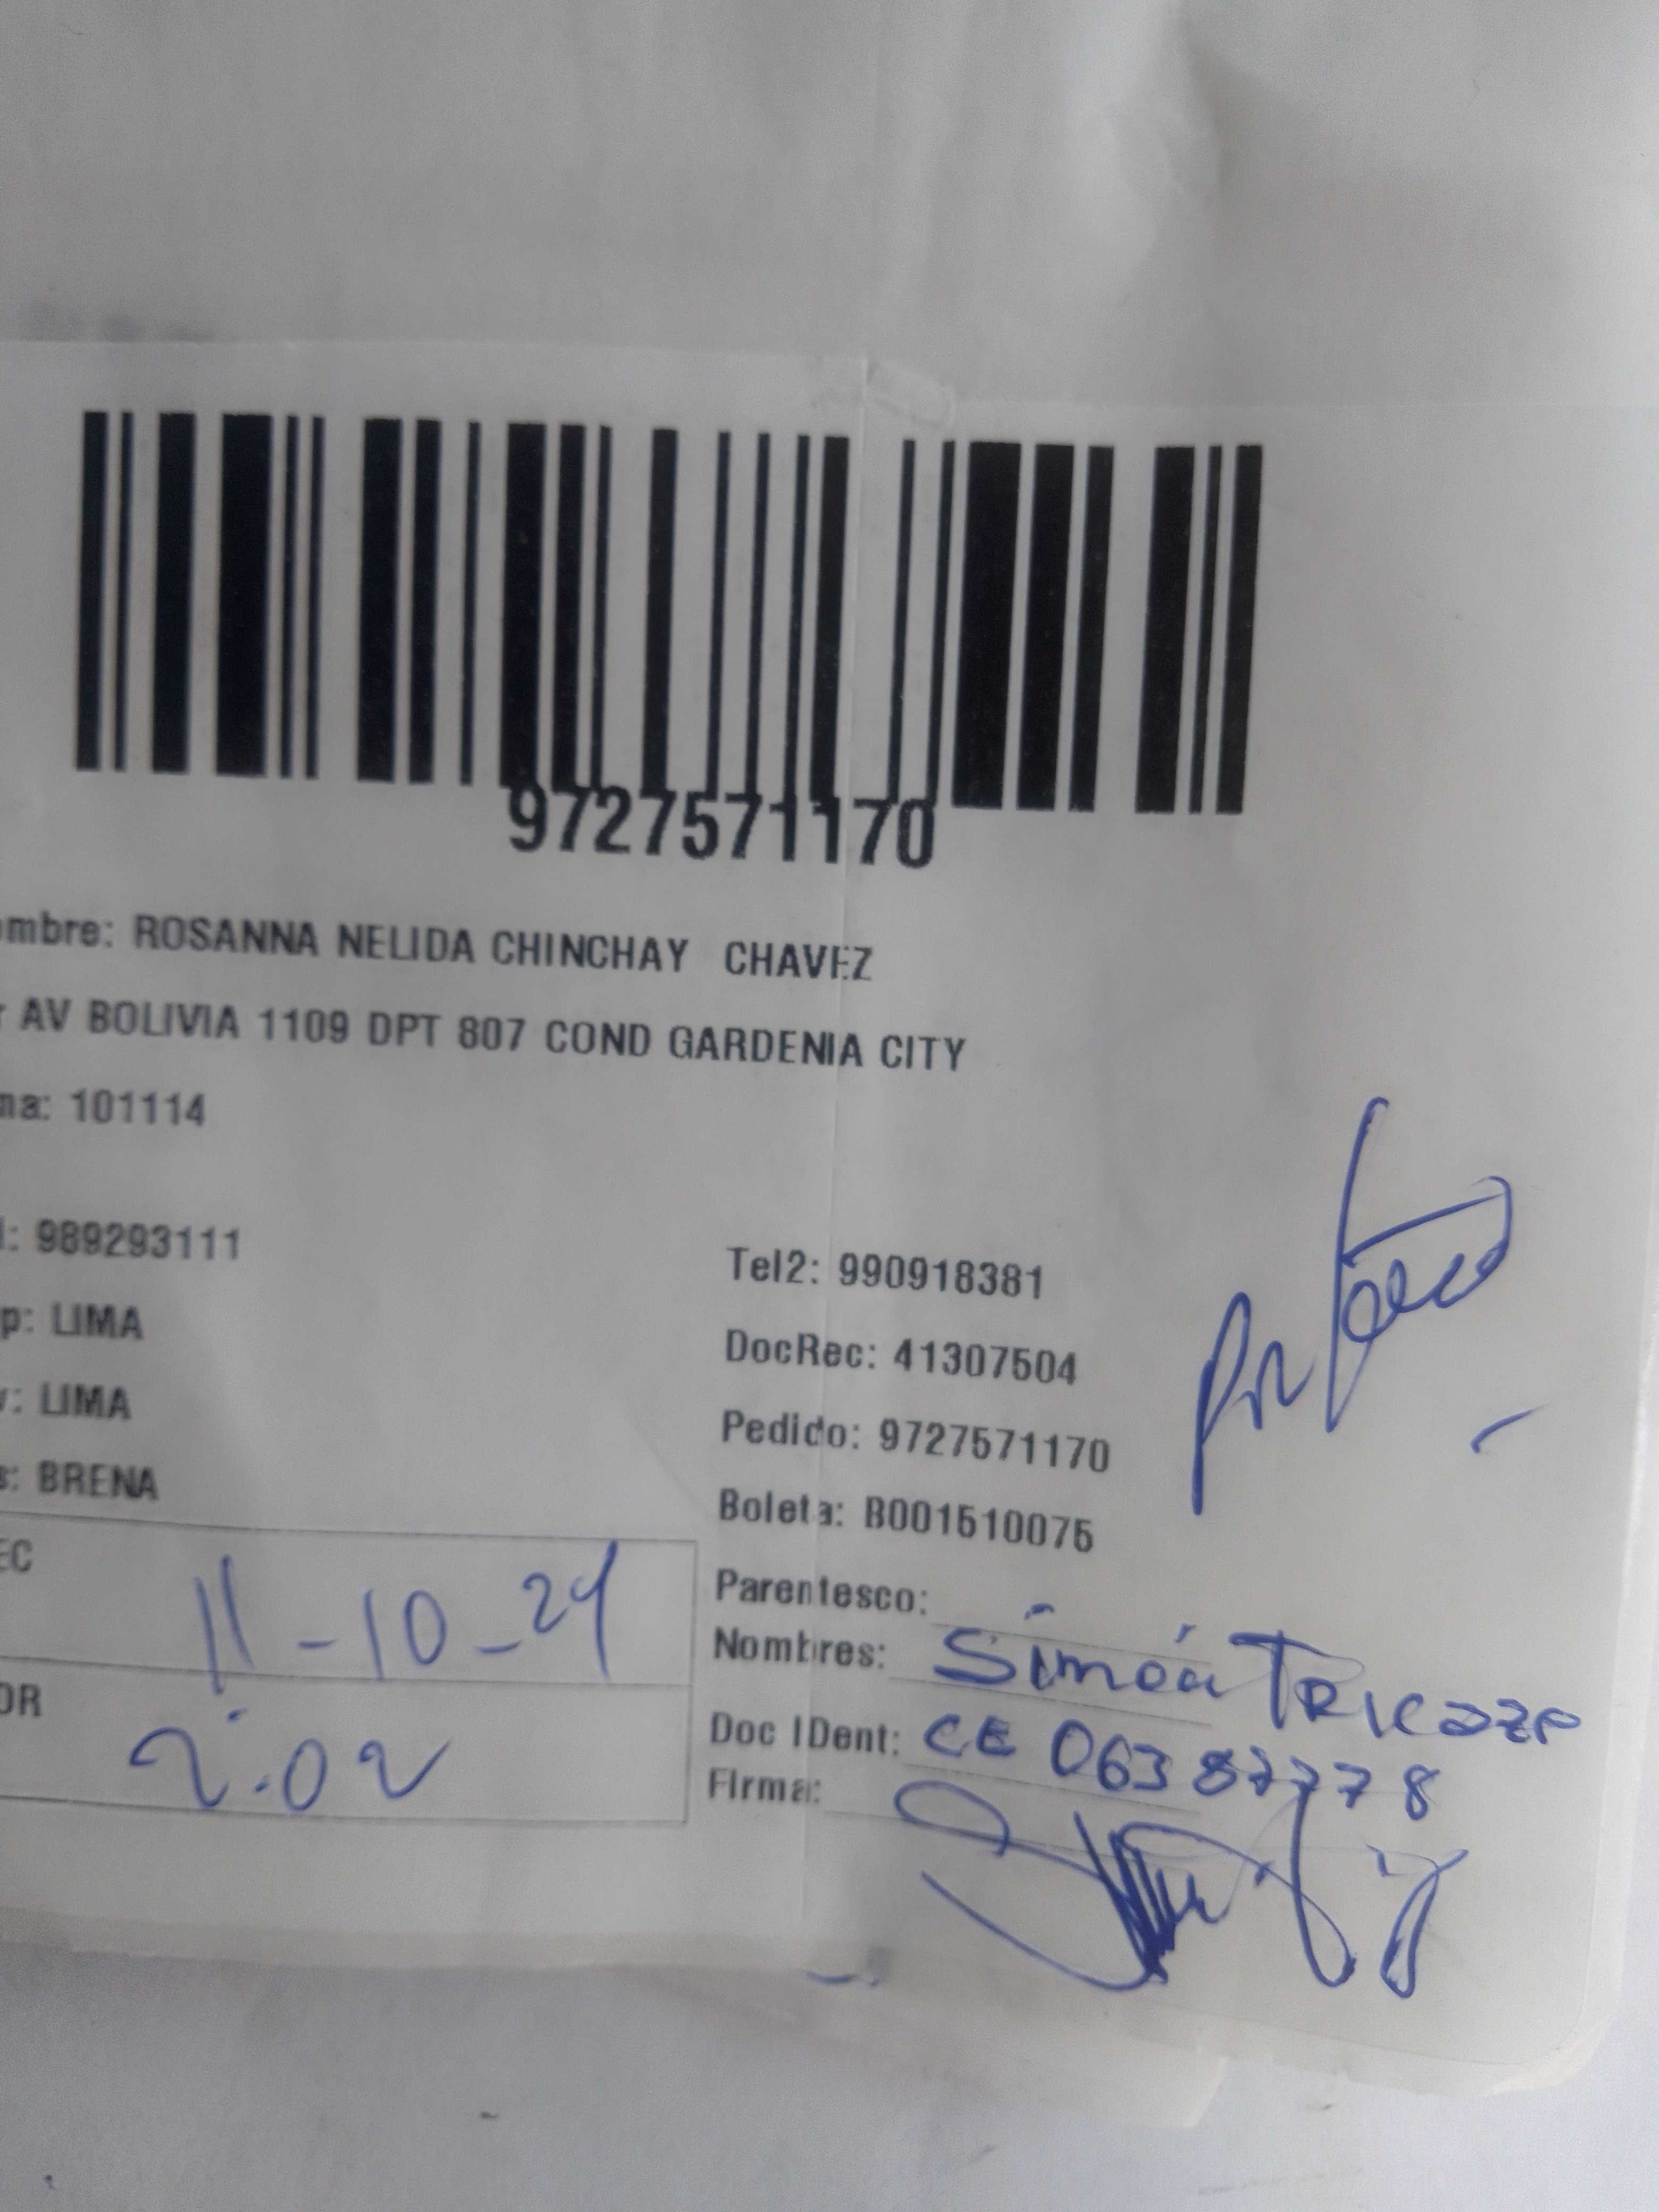 9727571170
ombre: ROSANNA NELIDA CHINCHAY CHAVEZ
r AV BOLIVIA 1109 DPT 807 COND GARDENIA CITY
na: 101114
l: 989293111
Tel2: 990918381
p: LIMA
DocRec: 41307504
v: LIMA
Pedido: 9727571170
s: BRENA
Boleta: B001510075
EC 11-10-24
Parentesco:
Nombres: Simón
OR 2:02
Doc IDent: CE 06387778
Firma: